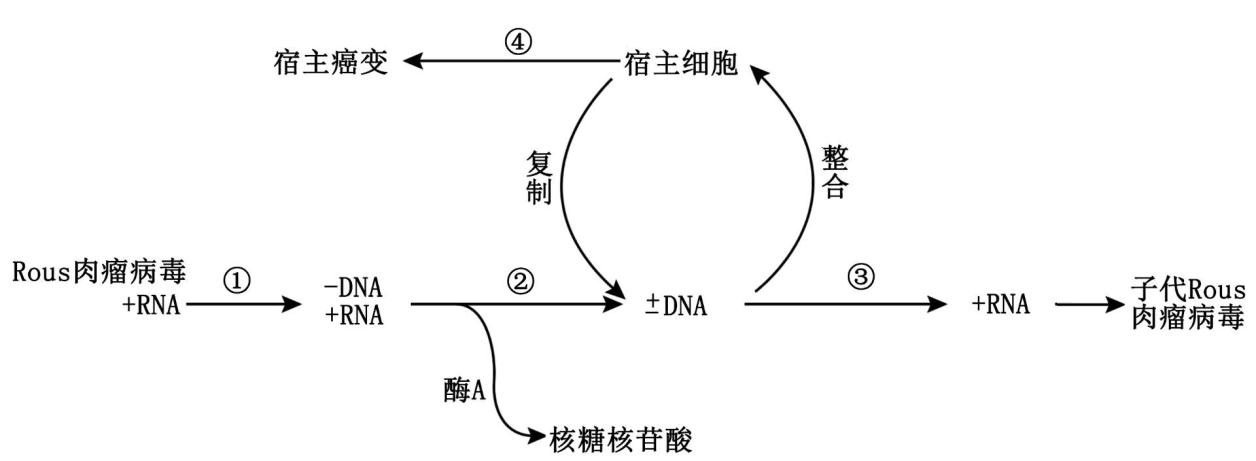 宿主癌变
④
宿主细胞
复制
整合
Rous肉瘤病毒
+RNA
①
-DNA
+RNA
②
±DNA
③
+RNA
子代Rous
肉瘤病毒
酶A
核糖核苷酸